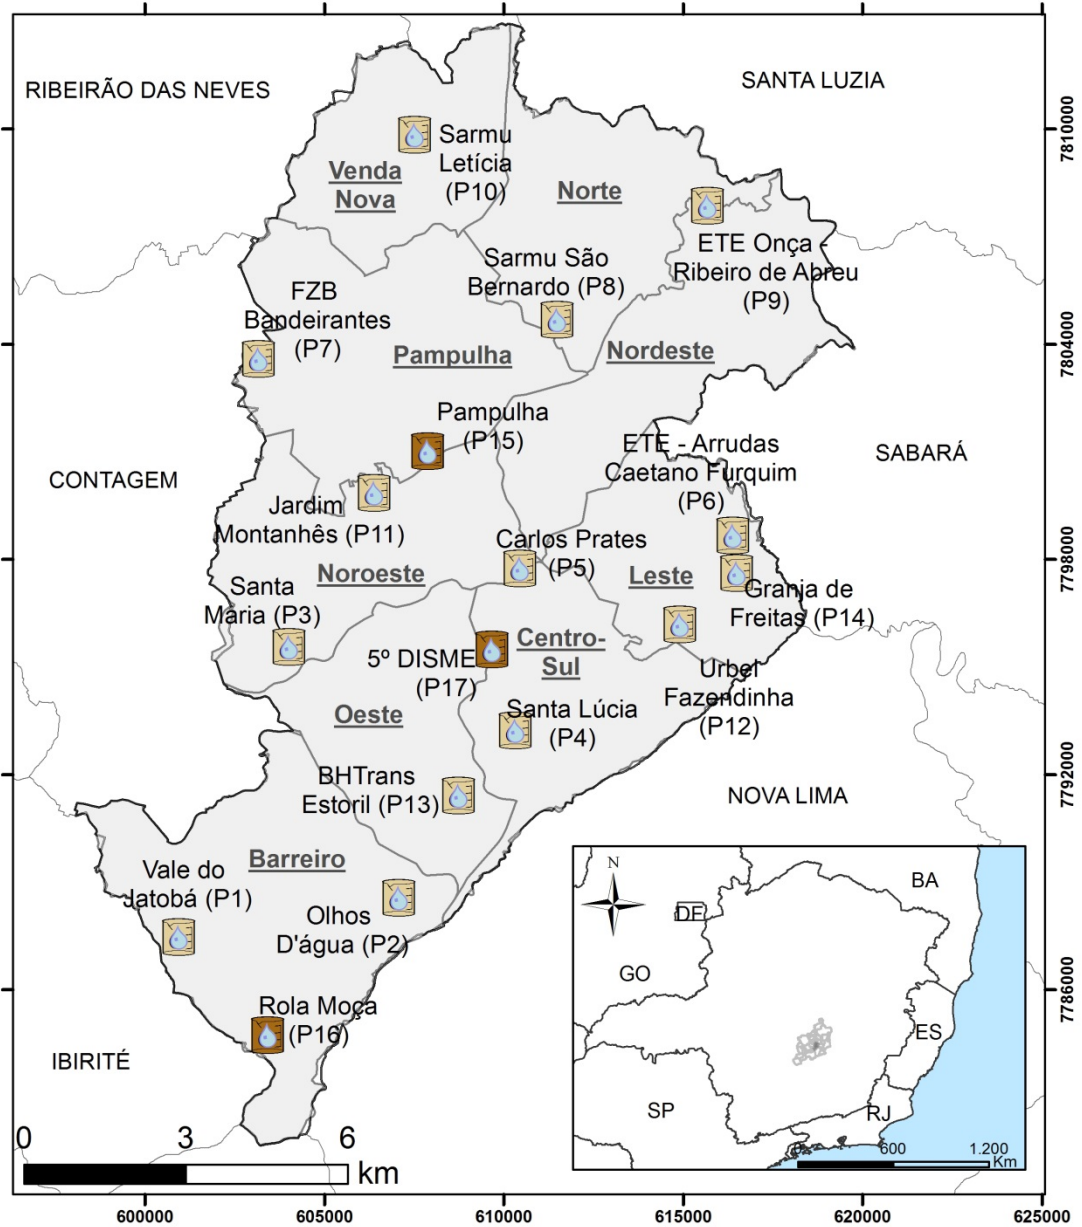 RIBEIRÃO DAS NEVES
SANTA LUZIA
7810000
Sarmu
Letícia
(P10)
Venda
Nova
Norte
ETE Onça -
Ribeiro de Abreu
(P9)
Sarmu São
Bernardo (P8)
FZB
Bandeirantes
(P7)
Pampulha
Nordeste
7804000
Pampulha
(P15)
ETE - Arrudas
Caetano Furquim
(P6)
SABARÁ
CONTAGEM
Jardim
Montanhês (P11)
Carlos Prates
(P5)
7798000
Noroeste
Leste
Santa
Maria (P3)
Granja de
Freitas (P14)
5º DISME
(P17)
Centro-
Sul
Urbel
Fazendinha
(P12)
Oeste
Santa Lúcia
(P4)
BHTrans
Estoril (P13)
7792000
NOVA LIMA
Barreiro
Vale do
Jatobá (P1)
Olhos
D'água (P2)
Rola Moça
(P16)
7786000
IBIRITÉ
N
BA
DF
GO
ES
SP
RJ
0
600
1.200
Km
0
3
6
km
600000
605000
610000
615000
620000
625000